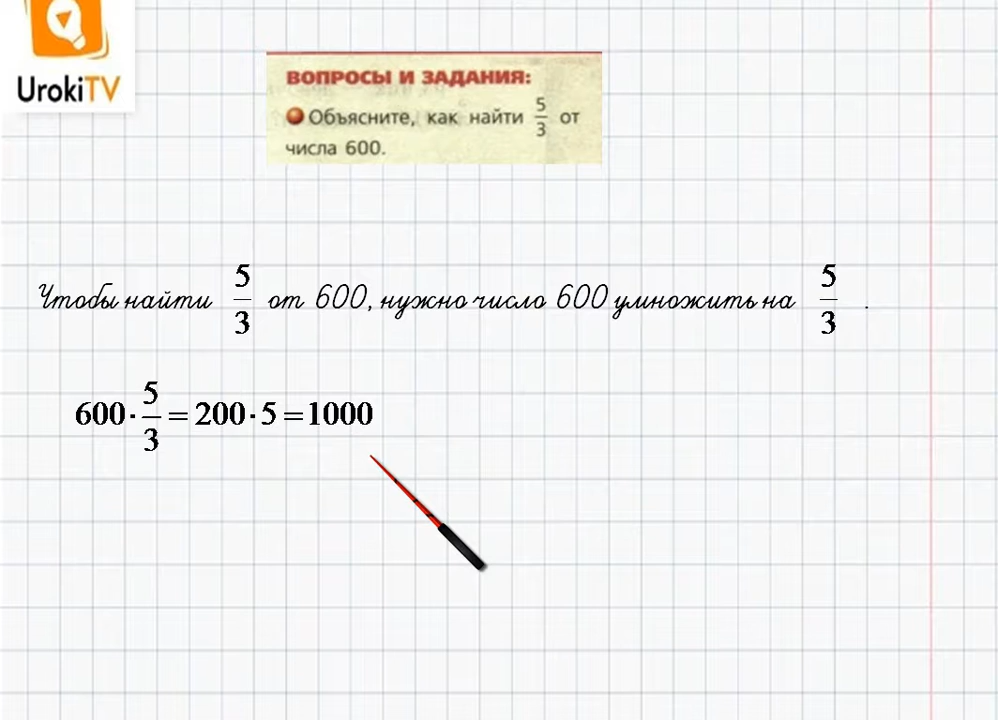 UrokiTV
ВОПРОСЫ И ЗАДАНИЯ:
Объясните, как найти 5/3 от
числа 600.
Чтобы найти 5/3 от 600, нужно число 600 умножить на 5/3 .
600·5/3=200·5=1000